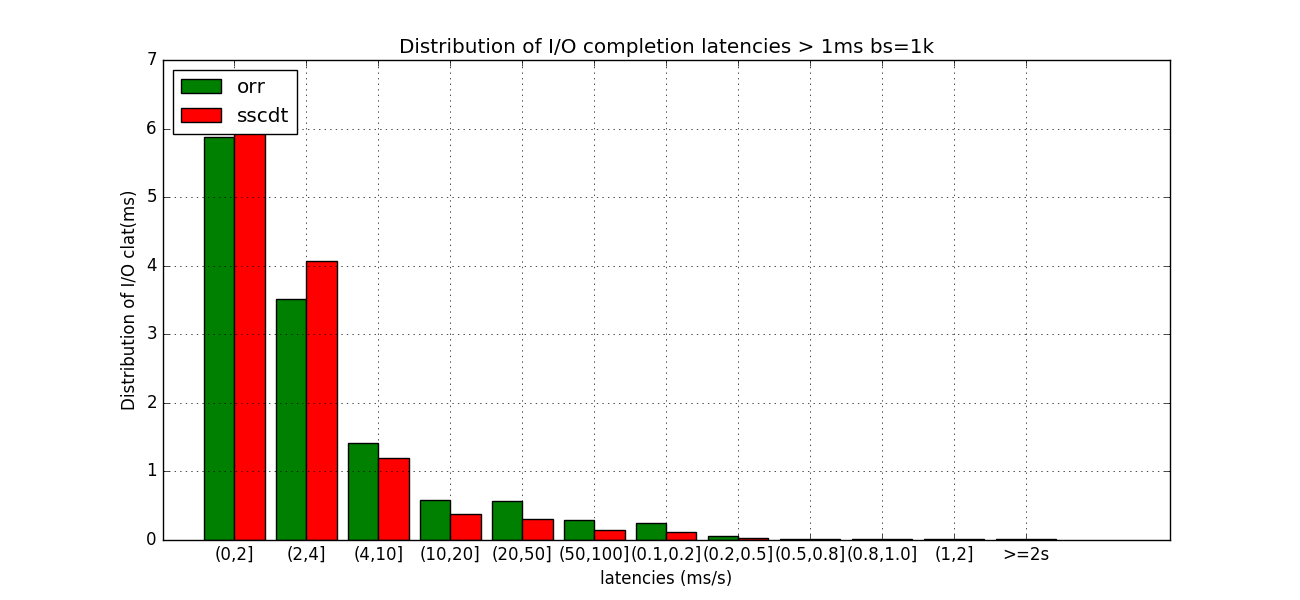 Distribution of I/O completion latencies > 1ms bs=1k
7
6
5
4
3
2
1
0
orr
sscdt
Distribution of I/O clat(ms)
(0,2] (2,4] (4,10] (10,20] (20,50] (50,100] (0.1,0.2] (0.2,0.5] (0.5,0.8] (0.8,1.0] (1,2] >=2s
latencies (ms/s)